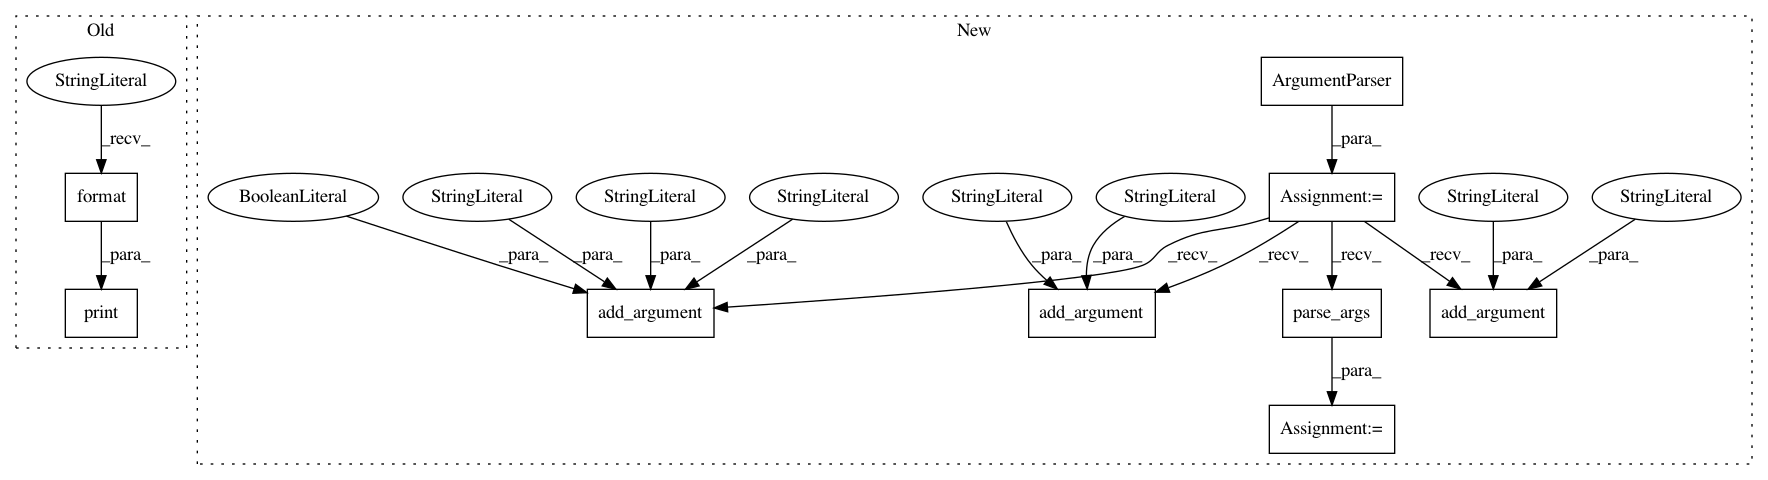 Old
New
StringLiteral
ArgumentParser
_recv_
_para_
format
BooleanLiteral
StringLiteral
StringLiteral
StringLiteral
StringLiteral
StringLiteral
Assignment:=
StringLiteral
StringLiteral
_para_
_para_
_para_
_para_
_para_
_para_
_para_
_recv_
_recv_
_recv_
_recv_
_para_
_para_
print
add_argument
add_argument
parse_args
add_argument
_para_
Assignment:=